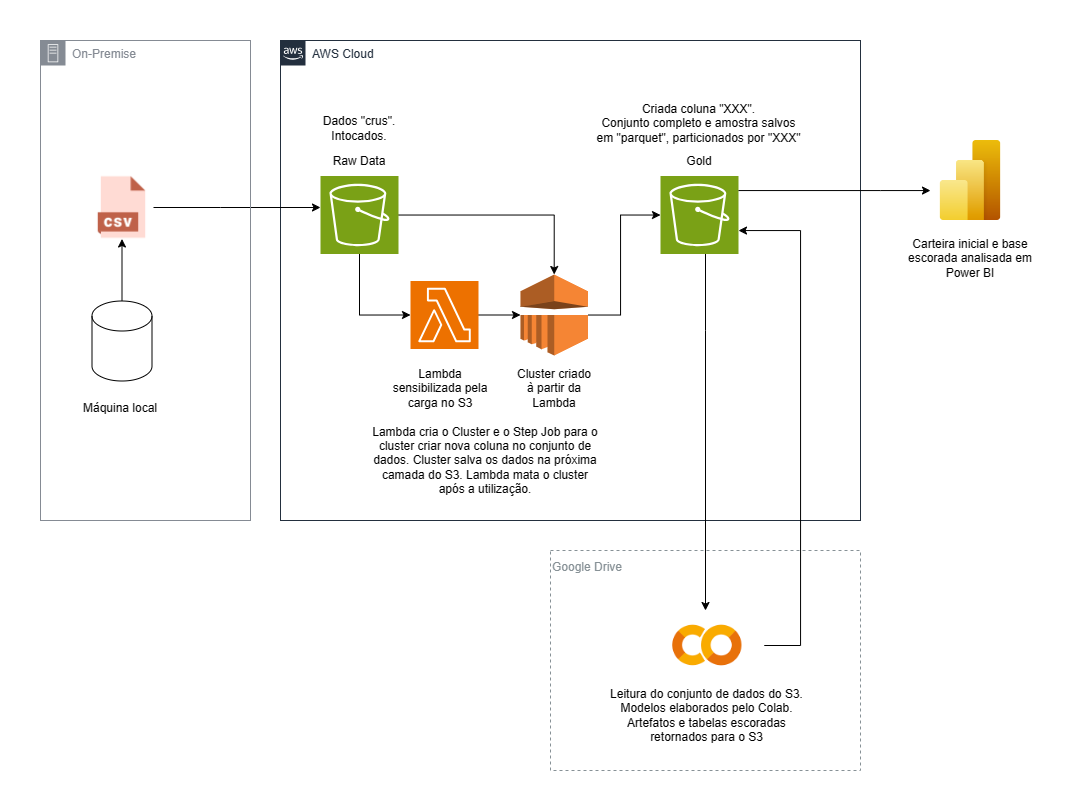 On-Premise
aws
AWS Cloud
Dados "crus".
Intocados.
Raw Data
Criada coluna "XXX".
Conjunto completo e amostra salvos
em "parquet", particionados por "XXX"
Gold
CSV
Máquina local
Lambda
sensibilizada pela
carga no S3
Cluster criado
à partir da
Lambda
Lambda cria o Cluster e o Step Job para o
cluster criar nova coluna no conjunto de
dados. Cluster salva os dados na próxima
camada do S3. Lambda mata o cluster
após a utilização.
Carteira inicial e base
escorada analisada em
Power BI
Google Drive
Leitura do conjunto de dados do S3.
Modelos elaborados pelo Colab.
Artefatos e tabelas escoradas
retornados para o S3